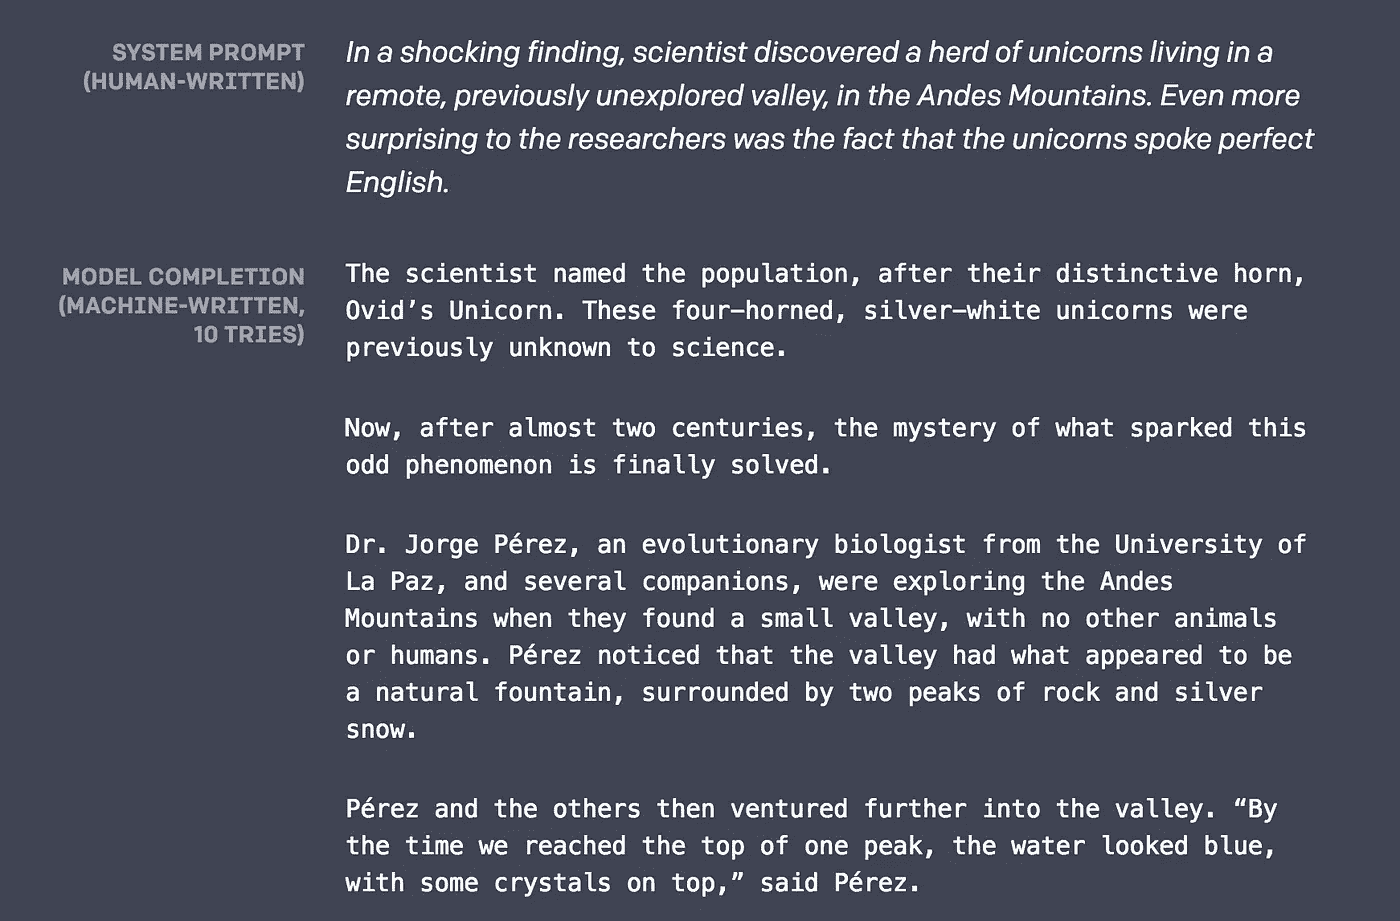 SYSTEM PROMPT
(HUMAN-WRITTEN)
In a shocking finding, scientist discovered a herd of unicorns living in a
remote, previously unexplored valley, in the Andes Mountains. Even more
surprising to the researchers was the fact that the unicorns spoke perfect
English.
MODEL COMPLETION
(MACHINE-WRITTEN,
10 TRIES)
The scientist named the population, after their distinctive horn,
Ovid’s Unicorn. These four-horned, silver-white unicorns were
previously unknown to science.
Now, after almost two centuries, the mystery of what sparked this
odd phenomenon is finally solved.
Dr. Jorge Pérez, an evolutionary biologist from the University of
La Paz, and several companions, were exploring the Andes
Mountains when they found a small valley, with no other animals
or humans. Pérez noticed that the valley had what appeared to be
a natural fountain, surrounded by two peaks of rock and silver
snow.
Pérez and the others then ventured further into the valley. “By
the time we reached the top of one peak, the water looked blue,
with some crystals on top,” said Pérez.